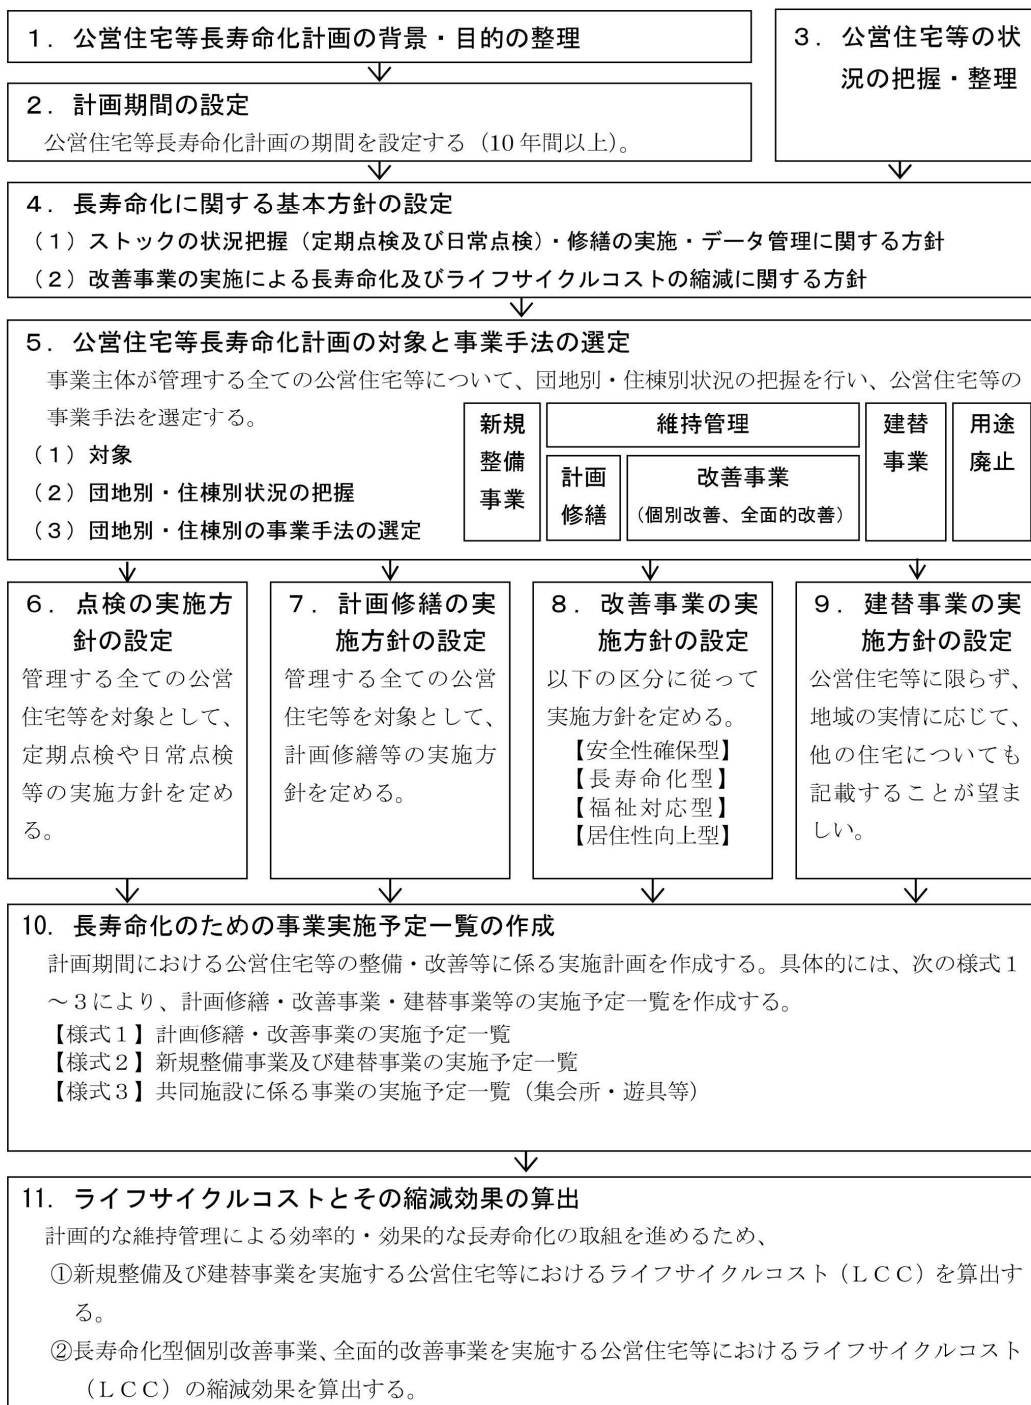 １．公営住宅等長寿命化計画の背景・目的の整理
３．公営住宅等の状
況の把握・整理
２．計画期間の設定
公営住宅等長寿命化計画の期間を設定する（10 年間以上）。
４．長寿命化に関する基本方針の設定
（１）ストックの状況把握（定期点検及び日常点検）・修繕の実施・データ管理に関する方針
（２）改善事業の実施による長寿命化及びライフサイクルコストの縮減に関する方針
５．公営住宅等長寿命化計画の対象と事業手法の選定
事業主体が管理する全ての公営住宅等について、団地別・住棟別状況の把握を行い、公営住宅等の
事業手法を選定する。
（１）対象
（２）団地別・住棟別状況の把握
（３）団地別・住棟別の事業手法の選定
新規
整備
事業
維持管理
計画
修繕
改善事業
（個別改善、全面的改善）
建替
事業
用途
廃止
６．点検の実施方
針の設定
管理する全ての公営
住宅等を対象として、
定期点検や日常点検
等の実施方針を定め
る。
７．計画修繕の実
施方針の設定
管理する全ての公営
住宅等を対象として、
計画修繕等の実施方
針を定める。
８．改善事業の実
施方針の設定
以下の区分に従って
実施方針を定める。
【安全性確保型】
【長寿命化型】
【福祉対応型】
【居住性向上型】
９．建替事業の実
施方針の設定
公営住宅等に限らず、
地域の実情に応じて、
他の住宅についても
記載することが望ま
しい。
10．長寿命化のための事業実施予定一覧の作成
計画期間における公営住宅等の整備・改善等に係る実施計画を作成する。具体的には、次の様式１
～３により、計画修繕・改善事業・建替事業等の実施予定一覧を作成する。
【様式１】計画修繕・改善事業の実施予定一覧
【様式２】新規整備事業及び建替事業の実施予定一覧
【様式３】共同施設に係る事業の実施予定一覧（集会所・遊具等）
11．ライフサイクルコストとその縮減効果の算出
計画的な維持管理による効率的・効果的な長寿命化の取組を進めるため、
①新規整備及び建替事業を実施する公営住宅等におけるライフサイクルコスト（ＬＣＣ）を算出す
る。
②長寿命化型個別改善事業、全面的改善事業を実施する公営住宅等におけるライフサイクルコスト
（ＬＣＣ）の縮減効果を算出する。